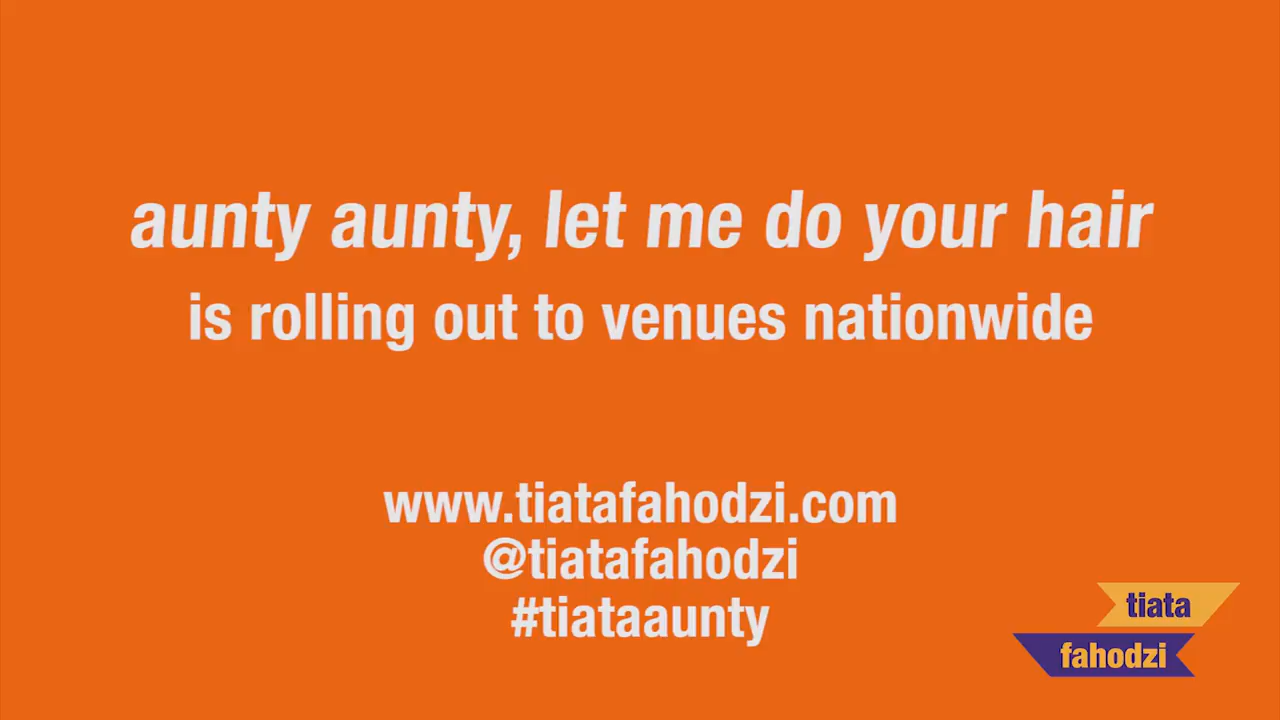 aunty aunty, let me do your hair
is rolling out to venues nationwide
www.tiatafahodzi.com
@tiatafahodzi
#tiataaunty
tiata
fahodzi